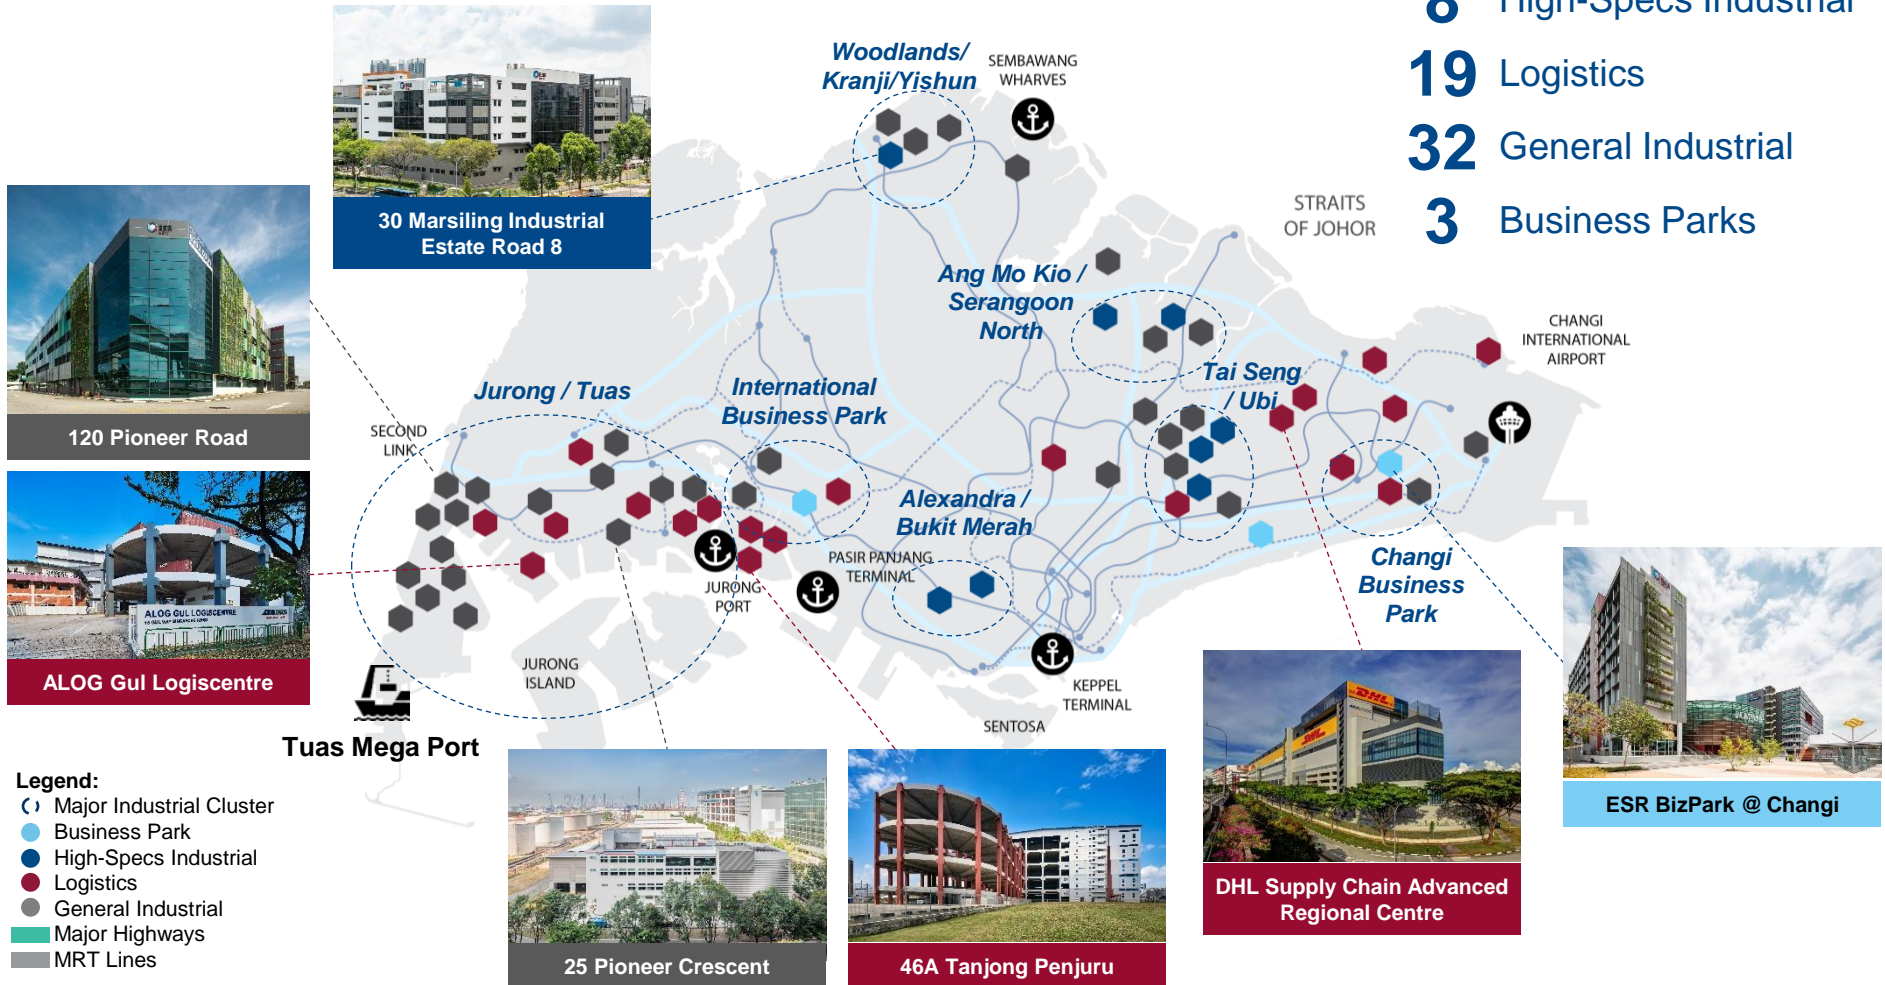 8 High-Specs Industrial
19 Logistics
32 General Industrial
3 Business Parks
Woodlands/
Kranji/Yishun
SEMBAWANG
WHARVES
30 Marsiling Industrial
Estate Road 8
STRAITS
OF JOHOR
Ang Mo Kio /
Serangoon
North
CHANGI
INTERNATIONAL
AIRPORT
120 Pioneer Road
Jurong / Tuas
International
Business Park
Tai Seng
/ Ubi
SECOND
LINK
Alexandra /
Bukit Merah
PASIR PANJANG
TERMINAL
JURONG
PORT
Changi
Business
Park
ALOG GUL LOGISCENTRE
ALOG Gul Logiscentre
JURONG
ISLAND
KEPPEL
TERMINAL
SENTOSA
Tuas Mega Port
DHL
DHL
ESR BizPark @ Changi
DHL Supply Chain Advanced
Regional Centre
25 Pioneer Crescent
46A Tanjong Penjuru
Legend:
Major Industrial Cluster
Business Park
High-Specs Industrial
Logistics
General Industrial
Major Highways
MRT Lines